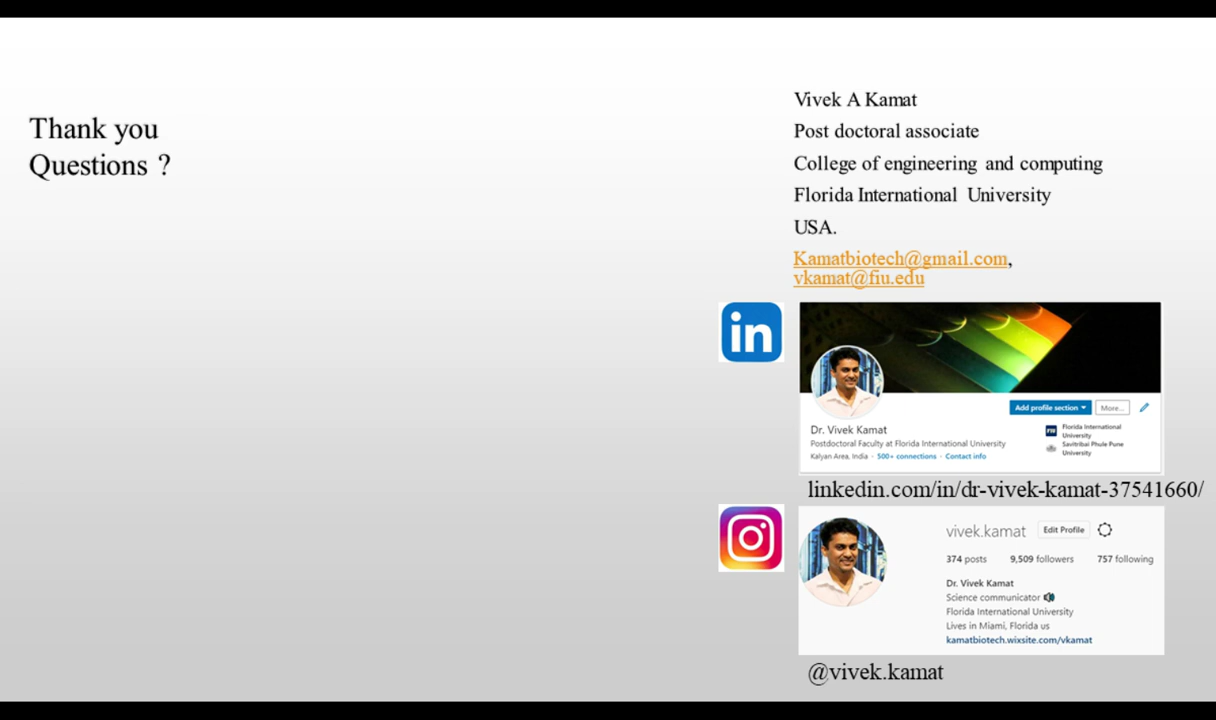 Thank you
Questions ?
Vivek A Kamat
Post doctoral associate
College of engineering and computing
Florida International University
USA.
Kamatbiotech@gmail.com,
vkamat@fiu.edu
in
Add profile section
More...
Dr. Vivek Kamat
Postdoctoral Faculty at Florida International University
Kalyan Area, India · 500+ connections · Contact info
FIU
Florida International
University
Savitribai Phule Pune
University
linkedin.com/in/dr-vivek-kamat-37541660/
vivek.kamat
Edit Profile
374 posts 9,509 followers 757 following
Dr. Vivek Kamat
Science communicator
Florida International University
Lives in Miami, Florida us
kamatbiotech.wixsite.com/vkamat
@vivek.kamat